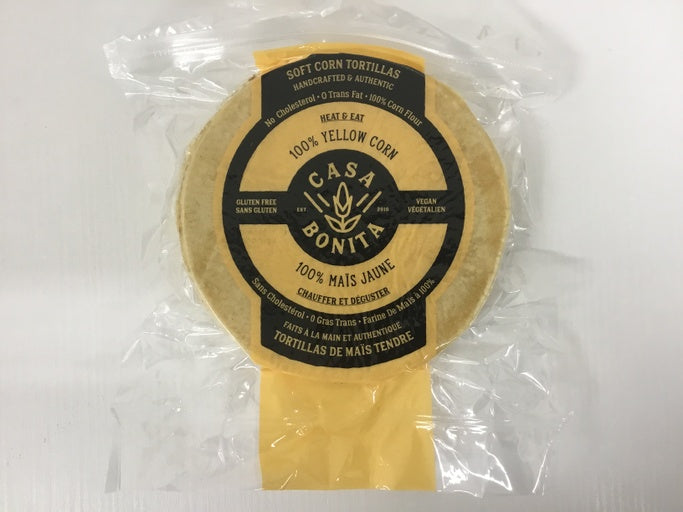 SOFT CORN TORTILLAS
HANDCRAFTED & AUTHENTIC
No Cholesterol • 0 Trans Fat • 100% Corn Flour
HEAT & EAT
100% YELLOW CORN
CASA
GLUTEN FREE
SANS GLUTEN
EST.
2016
VEGAN
VÉGÉTALIEN
BONITA
100% MAÏS JAUNE
CHAUFFER ET DÉGUSTER
Sans Cholestérol • 0 Gras Trans • Farine De Maïs à 100%
FAITS À LA MAIN ET AUTHENTIQUE
TORTILLAS DE MAÏS TENDRE